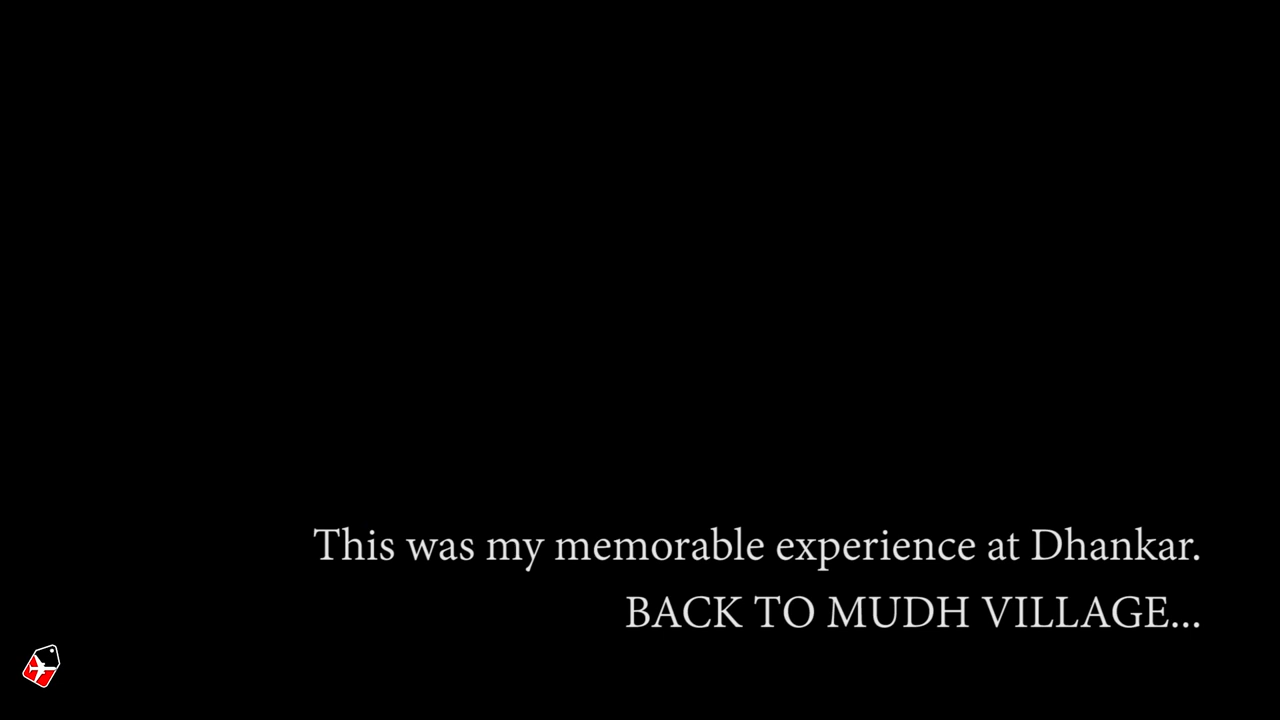 This was my memorable experience at Dhankar.
BACK TO MUDH VILLAGE...